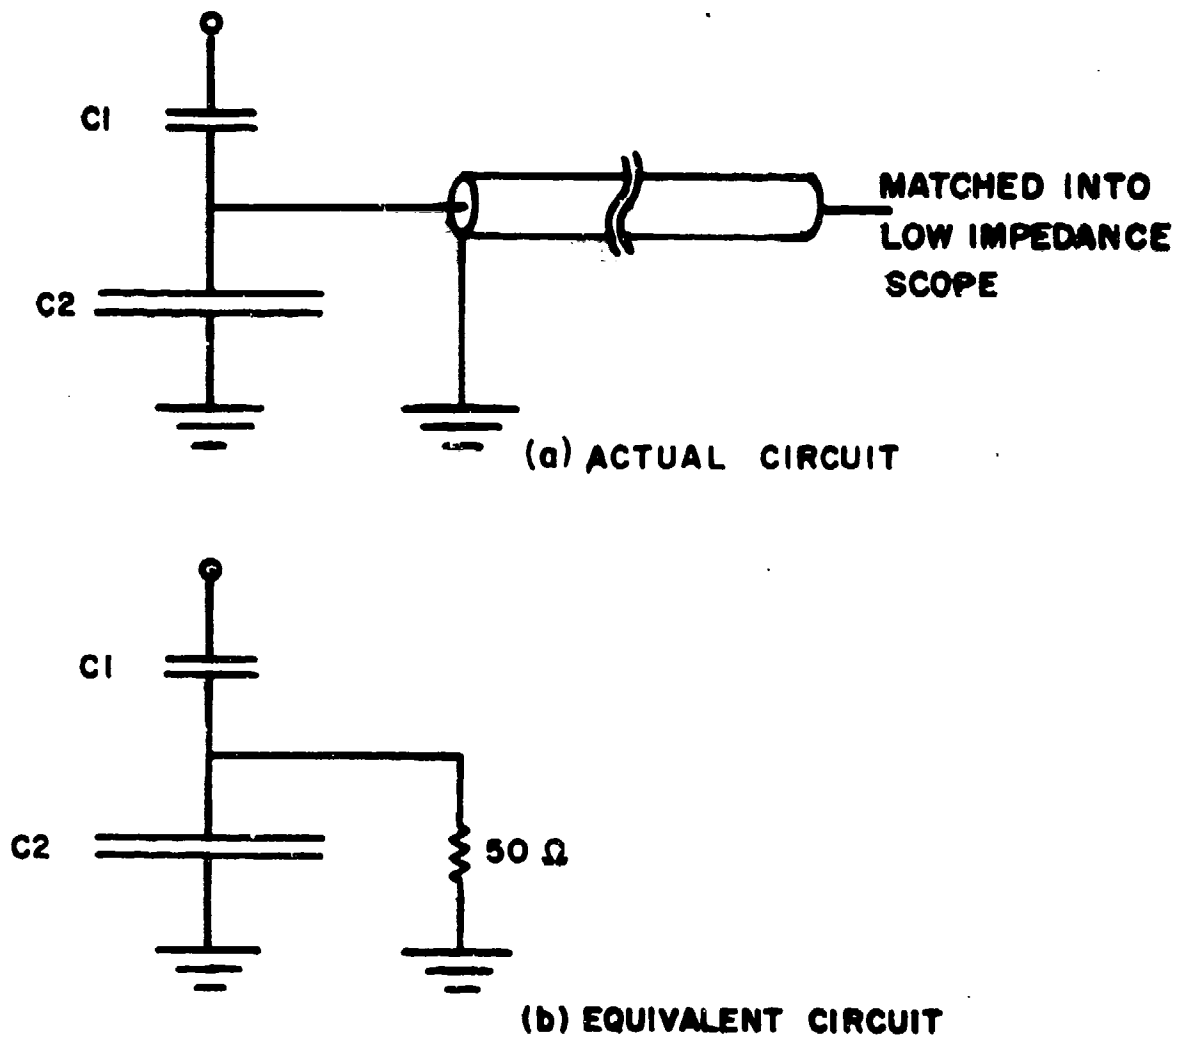 C1
MATCHED INTO
LOW IMPEDANCE
SCOPE
C2
(a) ACTUAL CIRCUIT
C1
C2
50 Ω
(b) EQUIVALENT CIRCUIT